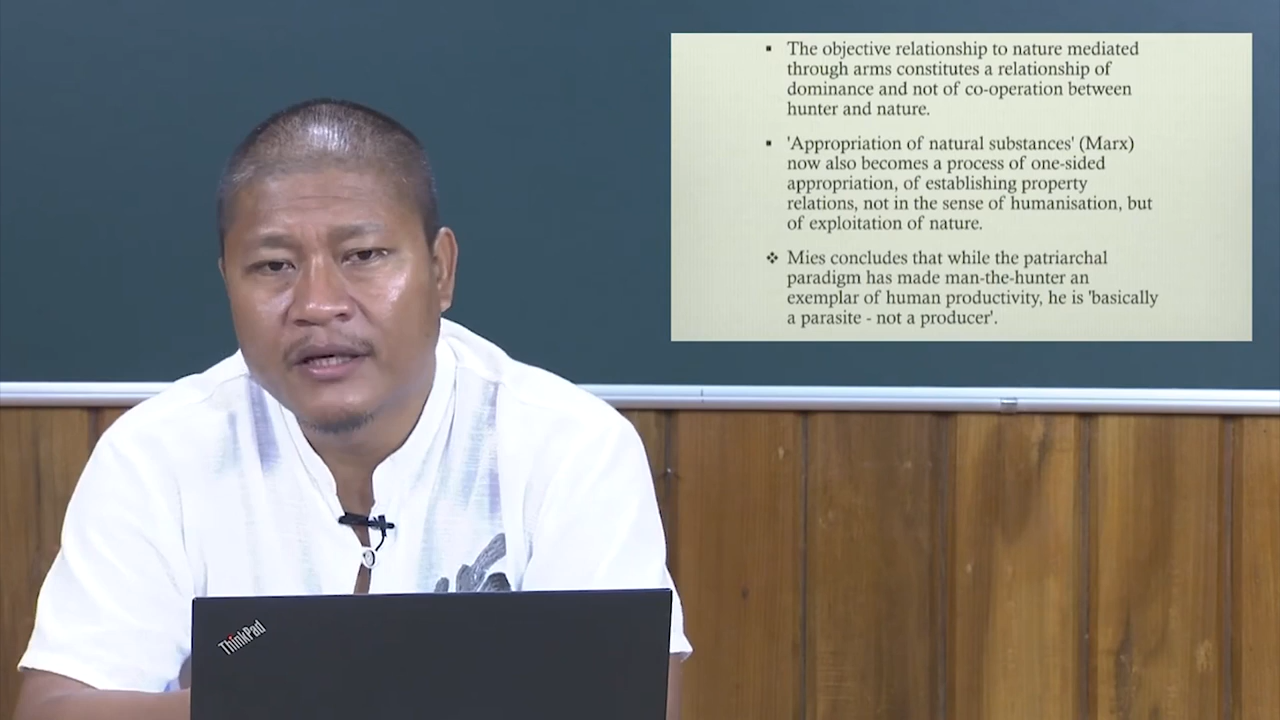 ▪ The objective relationship to nature mediated
through arms constitutes a relationship of
dominance and not of co-operation between
hunter and nature.
▪ 'Appropriation of natural substances' (Marx)
now also becomes a process of one-sided
appropriation, of establishing property
relations, not in the sense of humanisation, but
of exploitation of nature.
❖ Mies concludes that while the patriarchal
paradigm has made man-the-hunter an
exemplar of human productivity, he is 'basically
a parasite - not a producer'.
ThinkPad